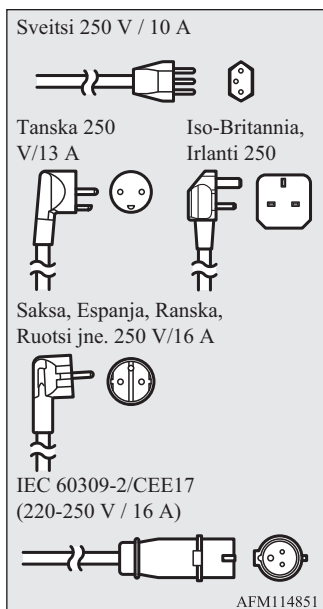 Sveitsi 250 V / 10 A
Tanska 250
V/13 A
Iso-Britannia,
Irlanti 250
Saksa, Espanja, Ranska,
Ruotsi jne. 250 V/16 A
IEC 60309-2/CEE17
(220-250 V / 16 A)
AFM114851